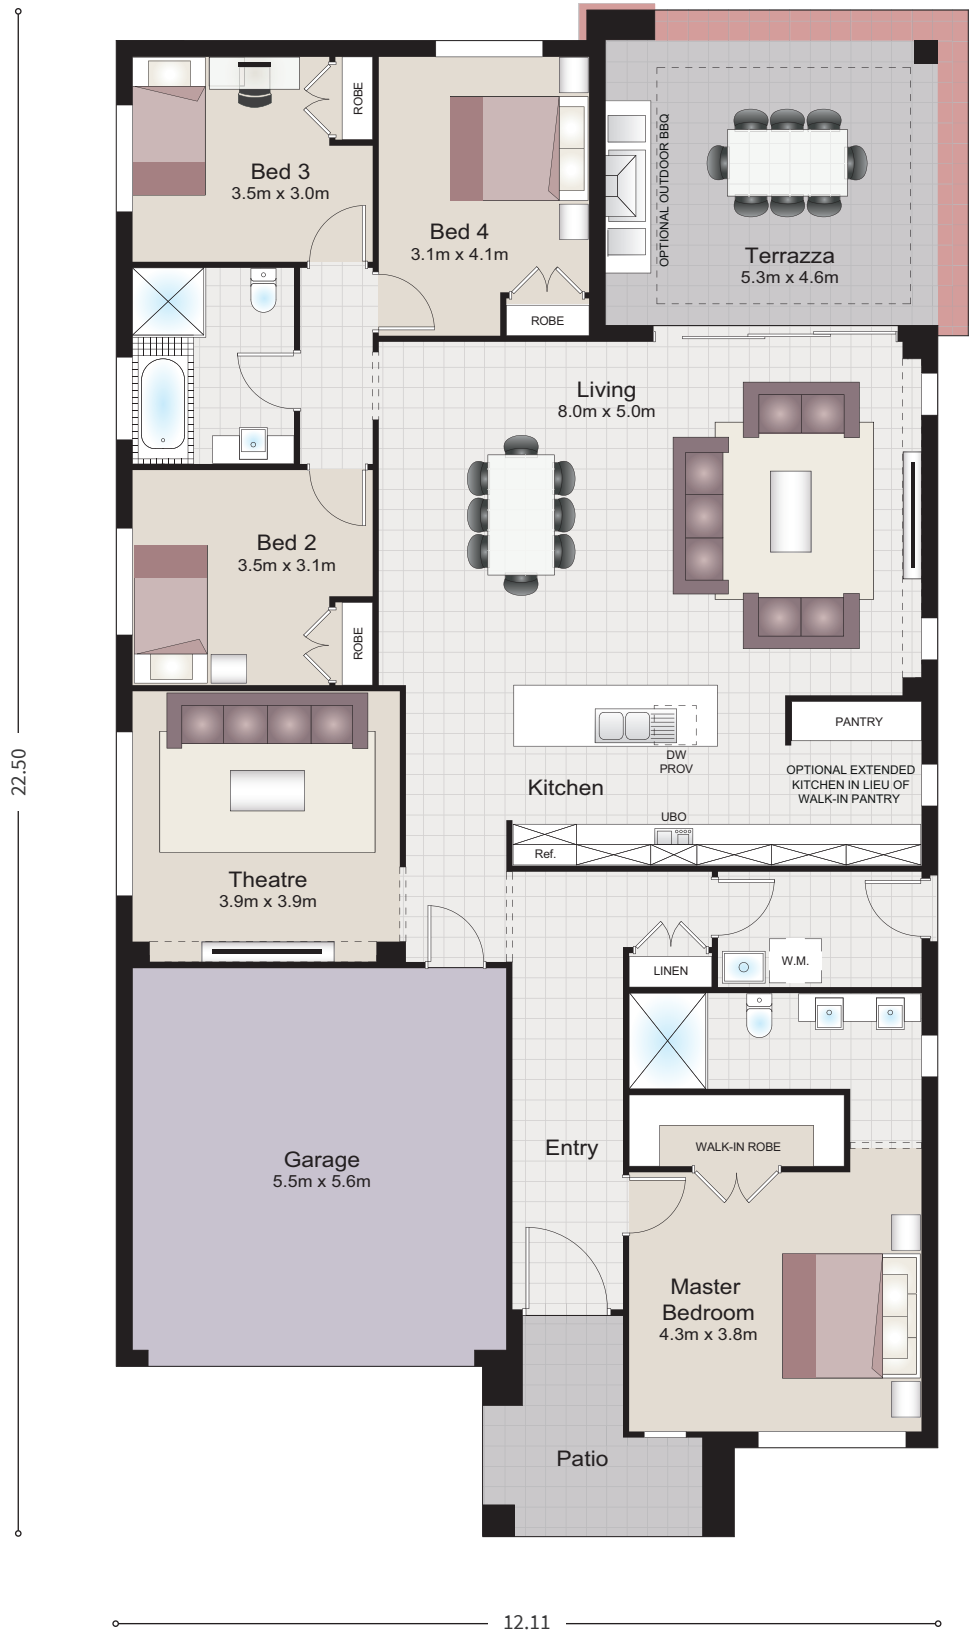 ROBE
Bed 3
3.5m x 3.0m
Bed 4
3.1m x 4.1m
ROBE
OPTIONAL OUTDOOR BBQ
Terrazza
5.3m x 4.6m
Living
8.0m x 5.0m
Bed 2
3.5m x 3.1m
ROBE
PANTRY
DW
PROV
OPTIONAL EXTENDED
KITCHEN IN LIEU OF
WALK-IN PANTRY
Kitchen
UBO
Ref.
22.50
Theatre
3.9m x 3.9m
LINEN
W.M.
Garage
5.5m x 5.6m
Entry
WALK-IN ROBE
Master
Bedroom
4.3m x 3.8m
Patio
12.11